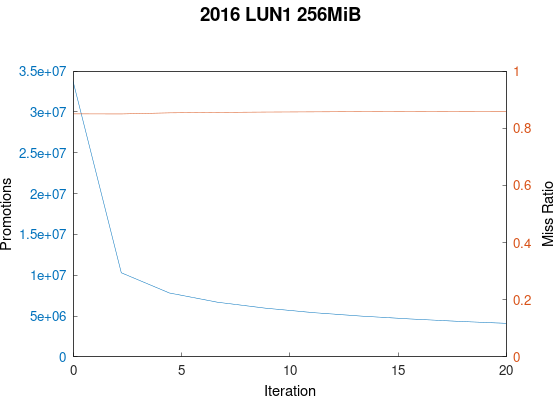 2016 LUN1 256MiB
3.5e+07
3e+07
2.5e+07
2e+07
1.5e+07
1e+07
5e+06
0
Promotions
1
0.8
0.6
0.4
0.2
0
Miss Ratio
0 5 10 15 20
Iteration